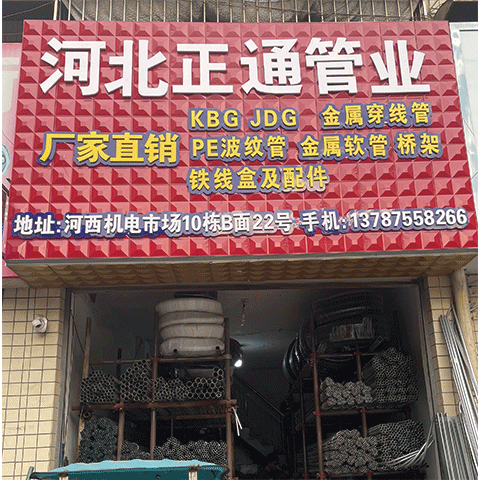 河北正通管业
厂家直销
KBG JDG 金属穿线管
PE波纹管 金属软管 桥架
铁线盒及配件
地址:河西机电市场10栋B面22号 手机:13787558266